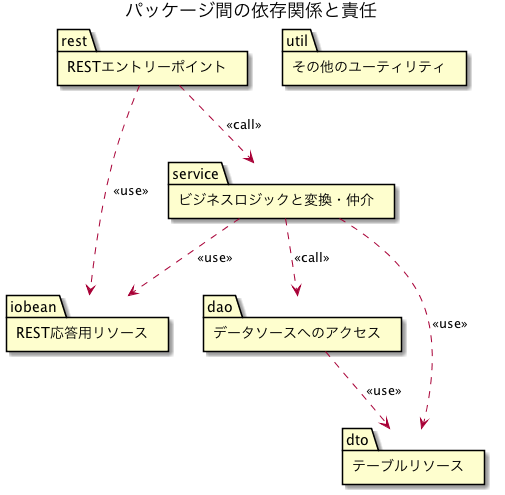 パッケージ間の依存関係と責任
rest
RESTエントリーポイント
util
その他のユーティリティ
«call»
service
ビジネスロジックと変換・仲介
«use»
«use»
«call»
iobean
REST応答用リソース
dao
データソースへのアクセス
«use»
«use»
dto
テーブルリソース